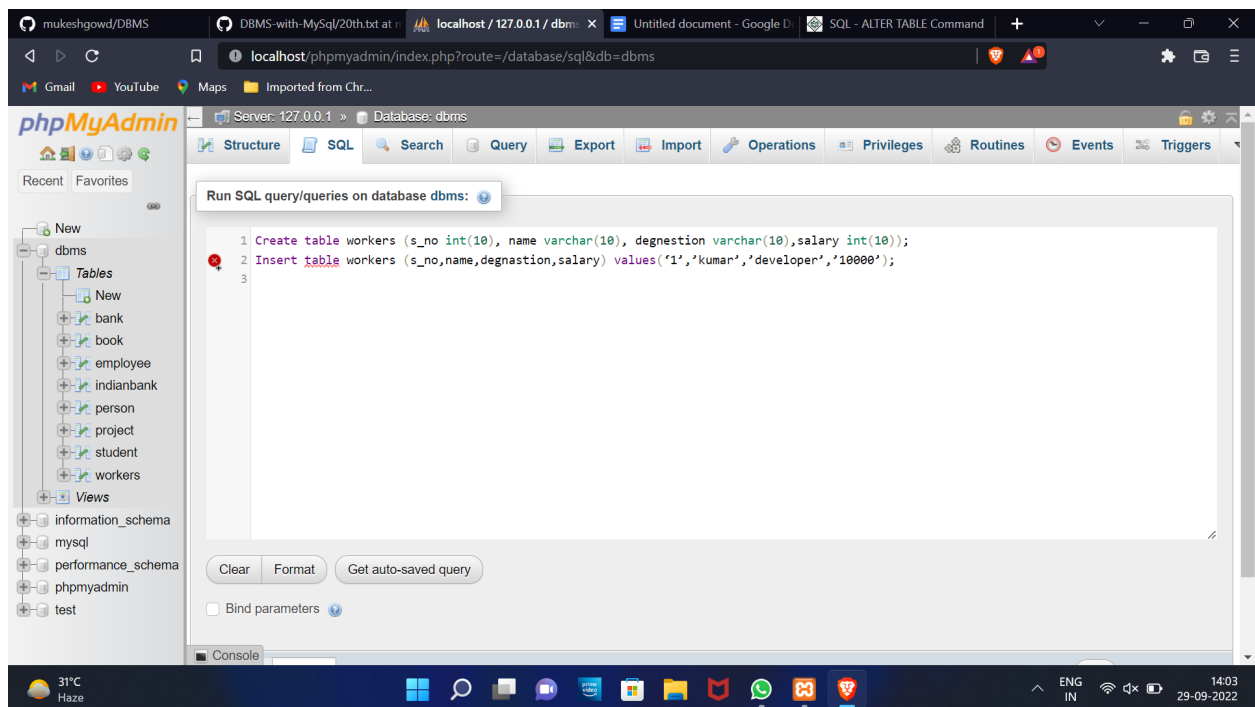 mukeshgowd/DBMS
DBMS-with-MySql/20th.txt at n
localhost / 127.0.0.1 / dbms
Untitled document - Google Do
SQL - ALTER TABLE Command
localhost/phpmyadmin/index.php?route=/database/sql&db=dbms
1
Gmail YouTube Maps Imported from Chr...
phpMyAdmin
Recent Favorites
New
dbms
Tables
New
bank
book
employee
indianbank
person
project
student
workers
Views
information_schema
mysql
performance_schema
phpmyadmin
test
Server: 127.0.0.1 » Database: dbms
Structure SQL Search Query Export Import Operations Privileges Routines Events Triggers
Run SQL query/queries on database dbms:
1 Create table workers (s_no int(10), name varchar(10), degnestion varchar(10),salary int(10));
2 Insert table workers (s_no,name,degnastion,salary) values(‘1’,’kumar’,’developer’,’10000’);
3
Clear Format Get auto-saved query
Bind parameters
Console
31°C
Haze
prime video
ENG
IN
14:03
29-09-2022